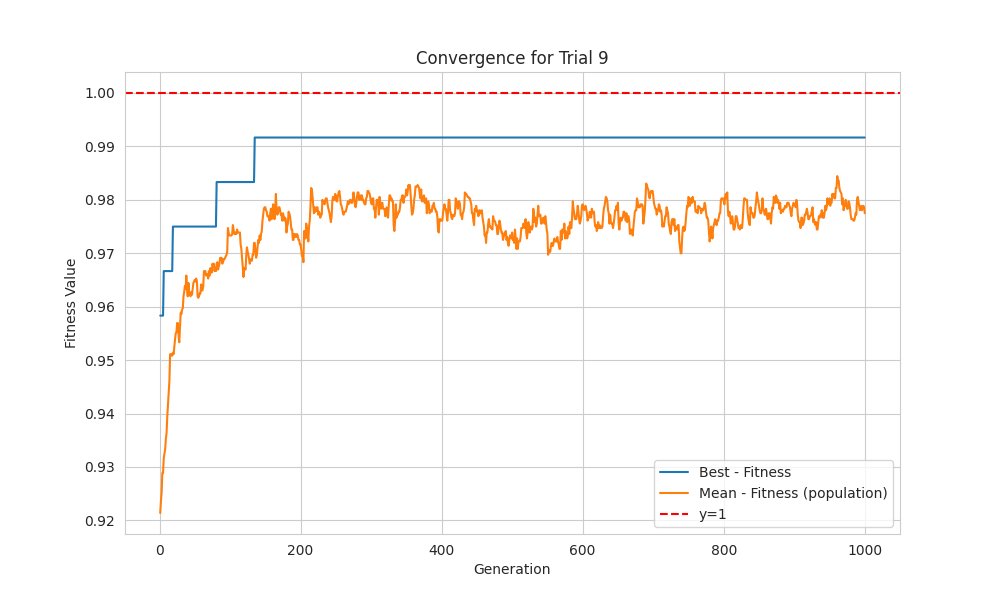 Convergence for Trial 9
1.00
0.99
0.98
0.97
0.96
0.95
0.94
0.93
0.92
Fitness Value
Best - Fitness
Mean - Fitness (population)
y=1
0 200 400 600 800 1000
Generation